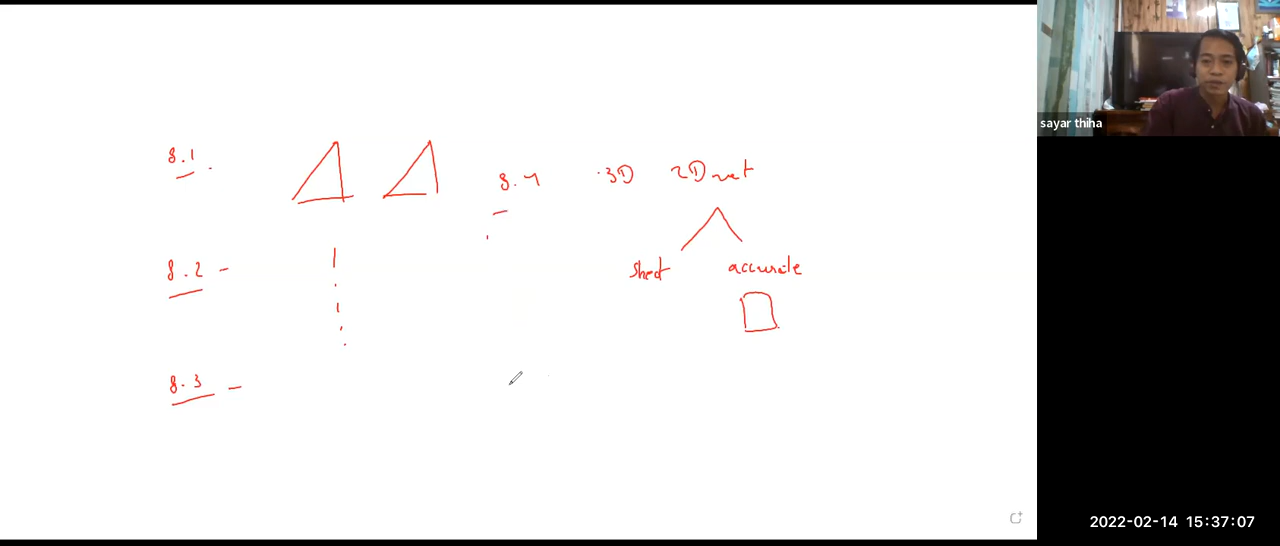 8.1
8.4 3D 2D net
8.2 -
accurate
8.3 -
sayar thiha
2022-02-14 15:37:07